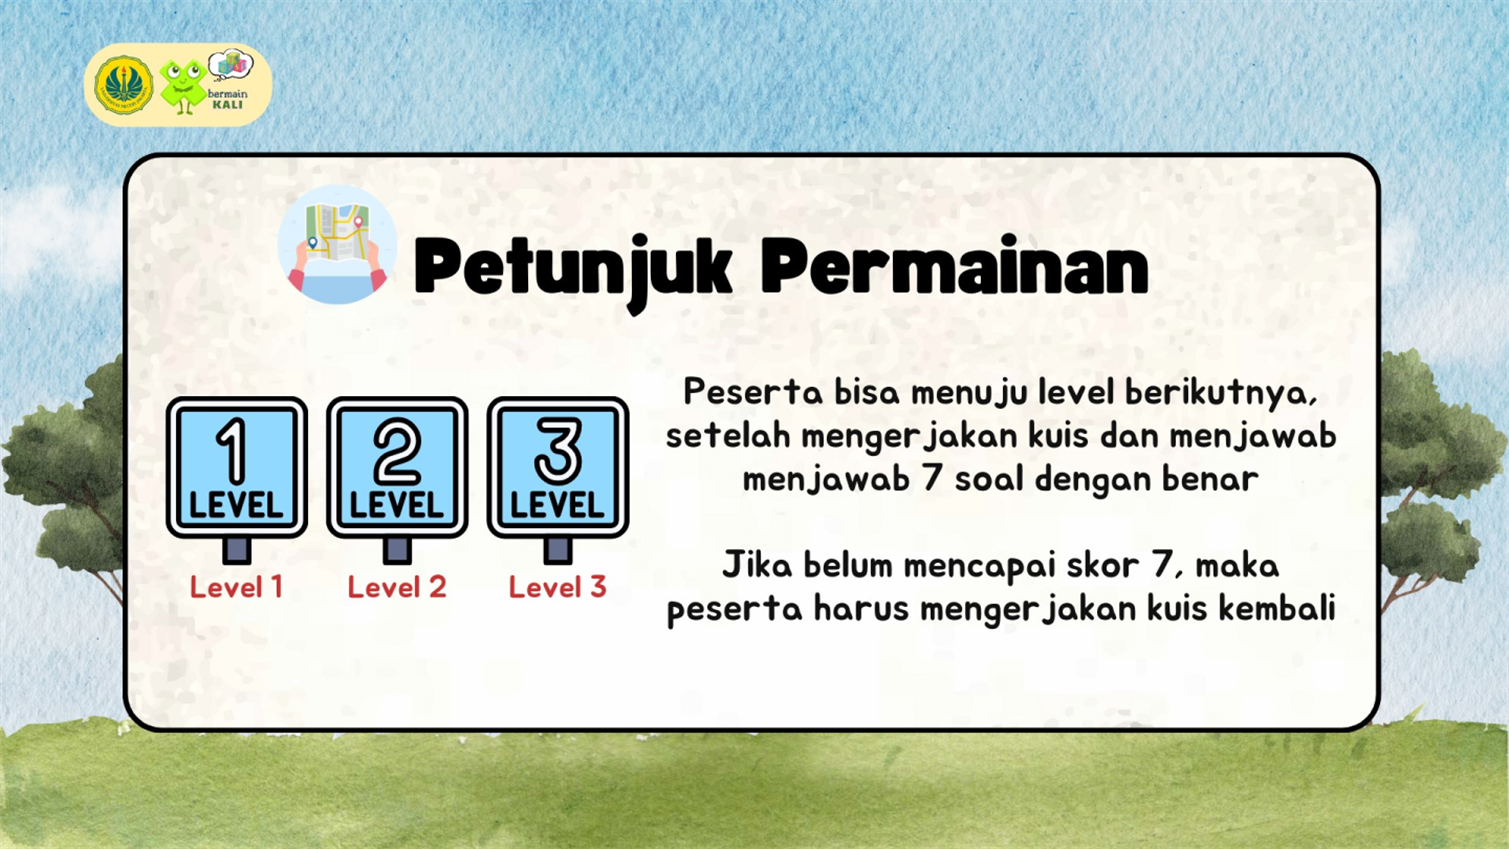 bermain
KALI
Petunjuk Permainan
1
LEVEL
2
LEVEL
3
LEVEL
Level 1
Level 2
Level 3
Peserta bisa menuju level berikutnya,
setelah mengerjakan kuis dan menjawab
menjawab 7 soal dengan benar
Jika belum mencapai skor 7, maka
peserta harus mengerjakan kuis kembali